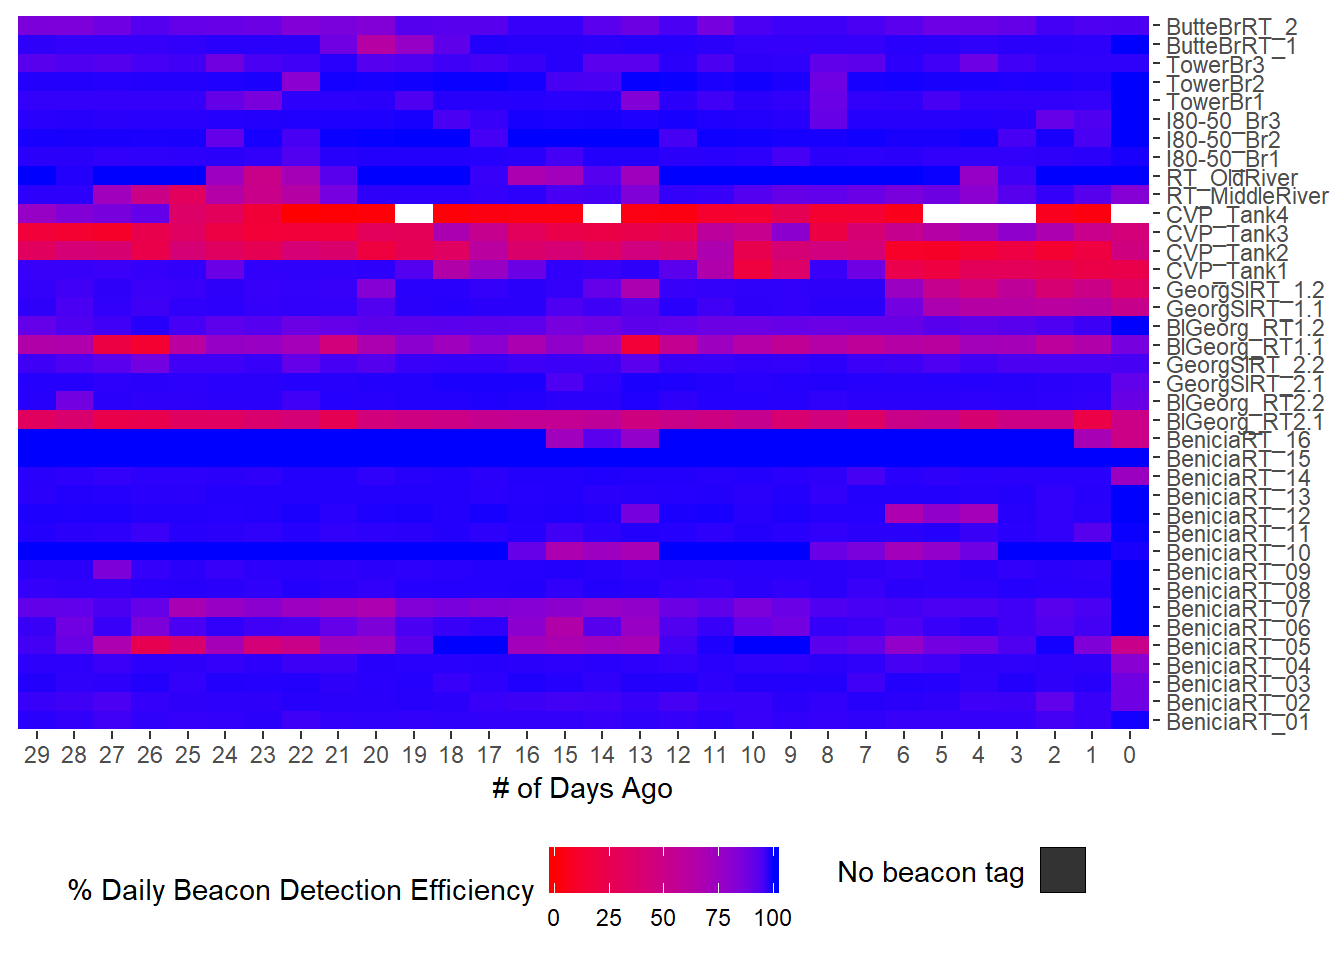 ButteBrRT_2
ButteBrRT_1
TowerBr3
TowerBr2
TowerBr1
I80-50_Br3
I80-50_Br2
I80-50_Br1
RT_OldRiver
RT_MiddleRiver
CVP_Tank4
CVP_Tank3
CVP_Tank2
CVP_Tank1
GeorgSlRT_1.2
GeorgSlRT_1.1
BlGeorg_RT1.2
BlGeorg_RT1.1
GeorgSlRT_2.2
GeorgSlRT_2.1
BlGeorg_RT2.2
BlGeorg_RT2.1
BeniciaRT_16
BeniciaRT_15
BeniciaRT_14
BeniciaRT_13
BeniciaRT_12
BeniciaRT_11
BeniciaRT_10
BeniciaRT_09
BeniciaRT_08
BeniciaRT_07
BeniciaRT_06
BeniciaRT_05
BeniciaRT_04
BeniciaRT_03
BeniciaRT_02
BeniciaRT_01
29 28 27 26 25 24 23 22 21 20 19 18 17 16 15 14 13 12 11 10 9 8 7 6 5 4 3 2 1 0
# of Days Ago
% Daily Beacon Detection Efficiency
0 25 50 75 100
No beacon tag